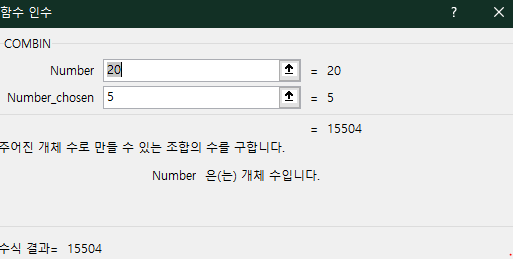 함수 인수 ? ×
COMBIN
Number 20 = 20
Number_chosen 5 = 5
= 15504
주어진 개체 수로 만들 수 있는 조합의 수를 구합니다.
Number 은(는) 개체 수입니다.
수식 결과= 15504